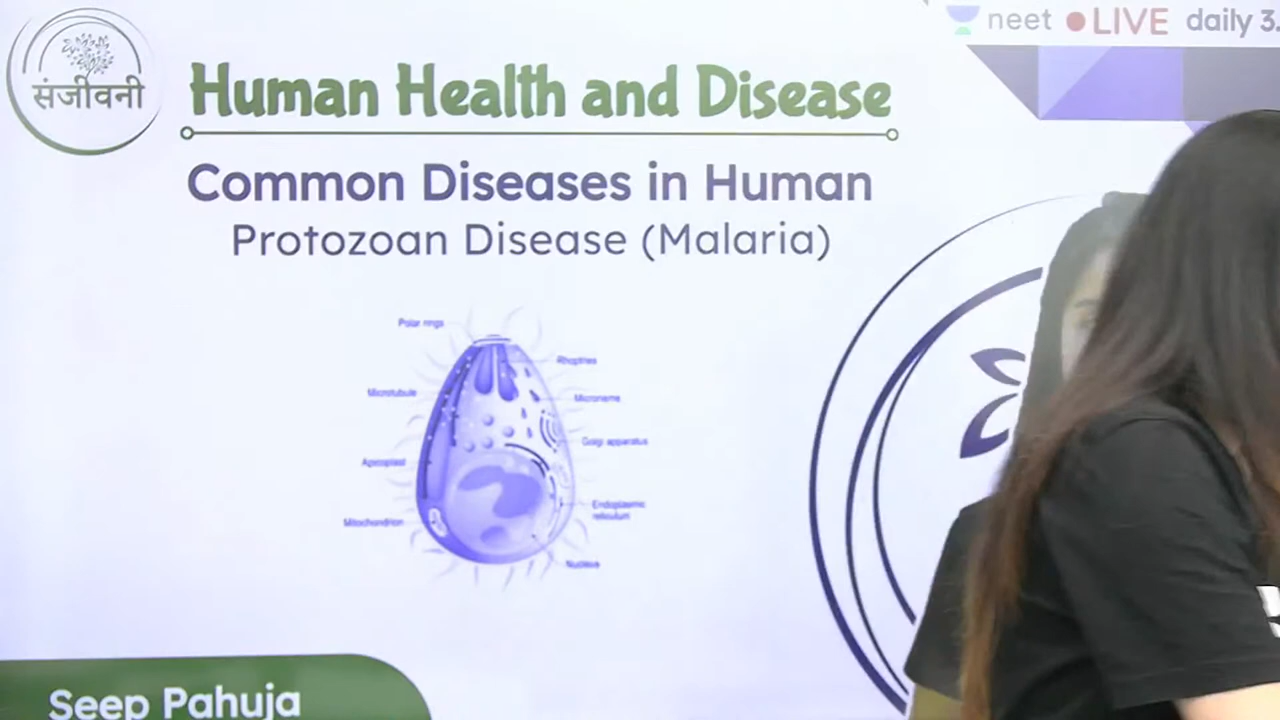 संजीवनी
neet LIVE daily 3.
Human Health and Disease
Common Diseases in Human
Protozoan Disease (Malaria)
Polar rings
Rhoptries
Microtubule
Microneme
Golgi apparatus
Apicoplast
Endoplasmic
reticulum
Mitochondrion
Nucleus
Seep Pahuja